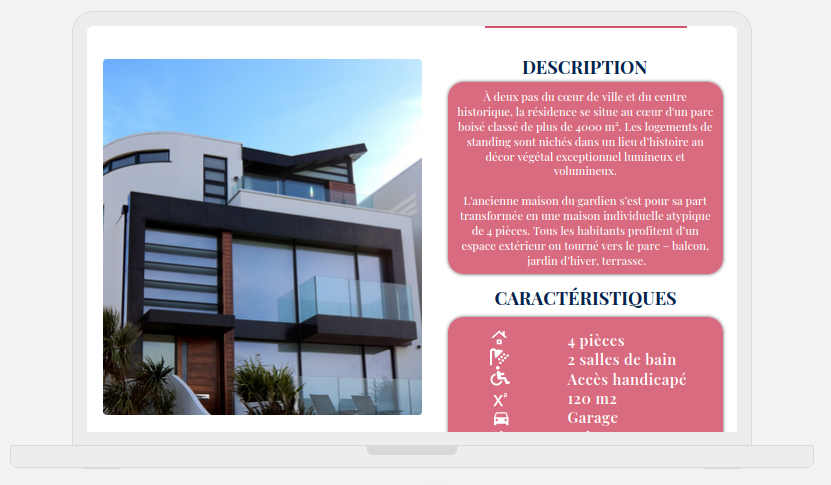 DESCRIPTION
À deux pas du cœur de ville et du centre
historique, la résidence se situe au cœur d'un parc
boisé classé de plus de 4000 m². Les logements de
standing sont nichés dans un lieu d'histoire au
décor végétal exceptionnel lumineux et
volumineux.
L'ancienne maison du gardien s'est pour sa part
transformée en une maison individuelle atypique
de 4 pièces. Tous les habitants profitent d'un
espace extérieur ou tourné vers le parc – balcon,
jardin d'hiver, terrasse.
CARACTÉRISTIQUES
4 pièces
2 salles de bain
Accès handicapé
x² 120 m2
Garage